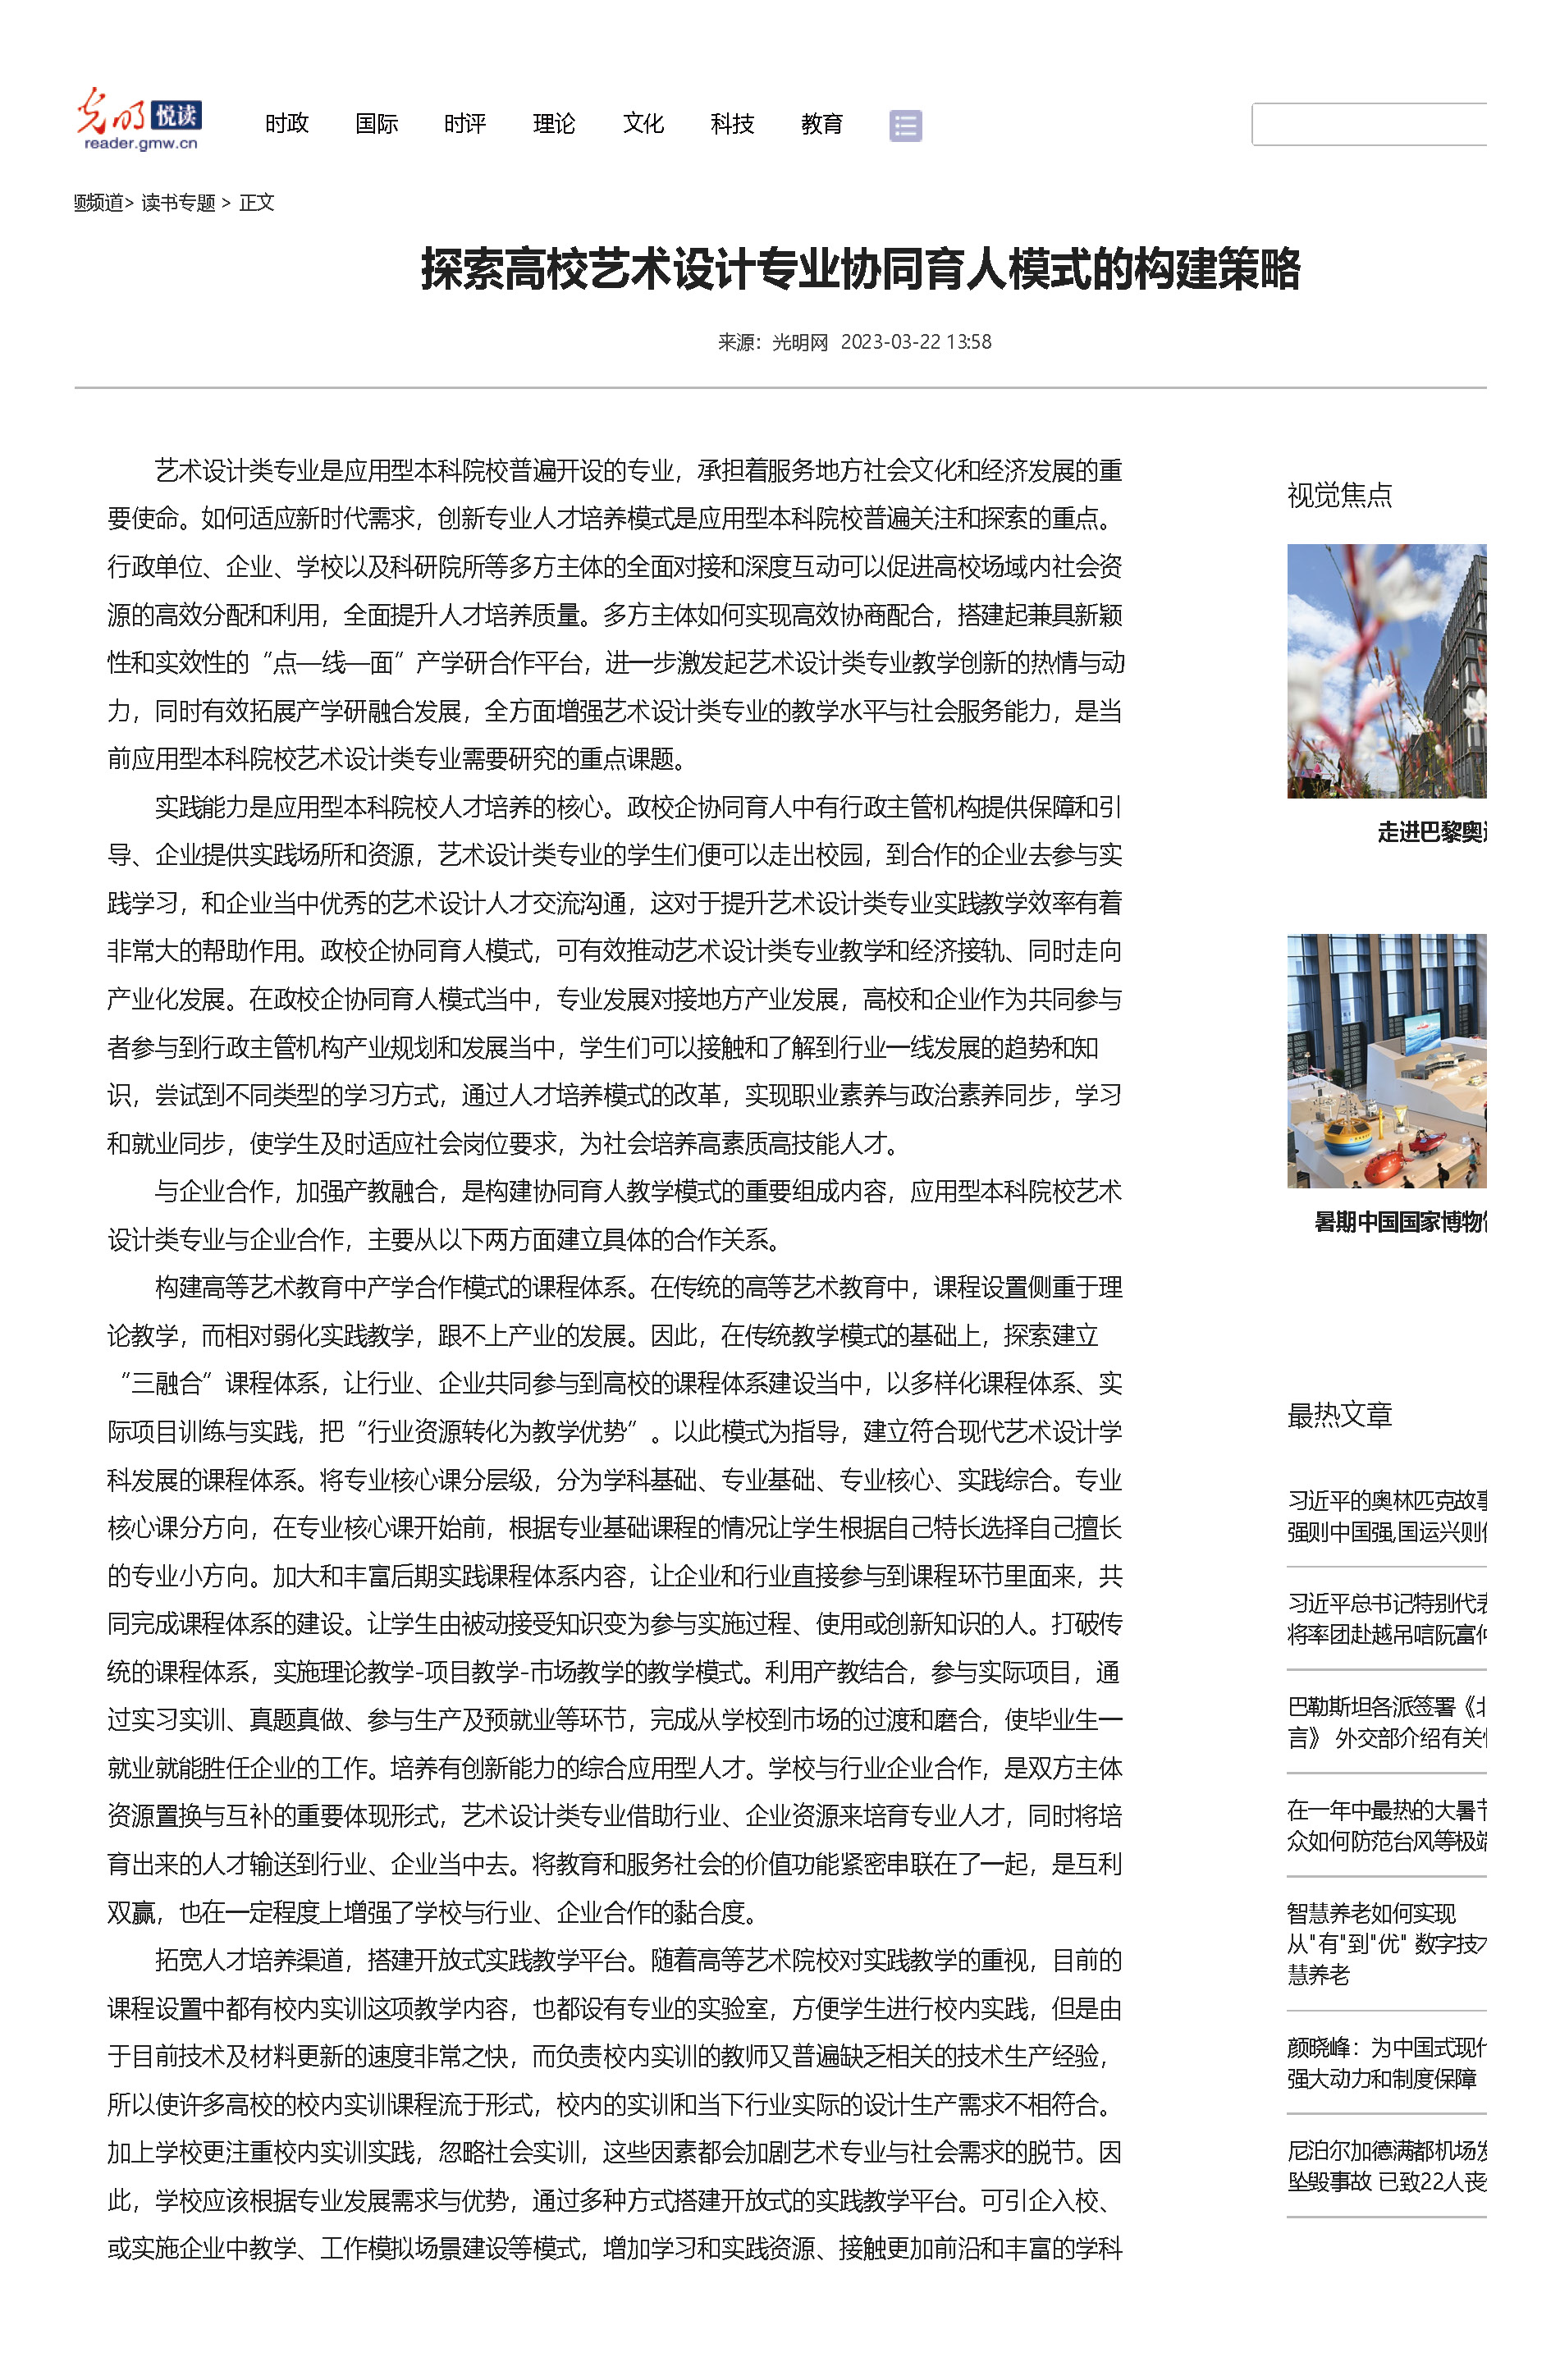 光明 悦读
reader.gmw.cn
时政 国际 时评 理论 文化 科技 教育
频道> 读书专题 > 正文
探索高校艺术设计专业协同育人模式的构建策略
来源：光明网 2023-03-22 13:58
艺术设计类专业是应用型本科院校普遍开设的专业，承担着服务地方社会文化和经济发展的重
要使命。如何适应新时代需求，创新专业人才培养模式是应用型本科院校普遍关注和探索的重点。
行政单位、企业、学校以及科研院所等多方主体的全面对接和深度互动可以促进高校场域内社会资
源的高效分配和利用，全面提升人才培养质量。多方主体如何实现高效协商配合，搭建起兼具新颖
性和实效性的“点—线—面”产学研合作平台，进一步激发起艺术设计类专业教学创新的热情与动
力，同时有效拓展产学研融合发展，全方面增强艺术设计类专业的教学水平与社会服务能力，是当
前应用型本科院校艺术设计类专业需要研究的重点课题。
实践能力是应用型本科院校人才培养的核心。政校企协同育人中有行政主管机构提供保障和引
导、企业提供实践场所和资源，艺术设计类专业的学生们便可以走出校园，到合作的企业去参与实
践学习，和企业当中优秀的艺术设计人才交流沟通，这对于提升艺术设计类专业实践教学效率有着
非常大的帮助作用。政校企协同育人模式，可有效推动艺术设计类专业教学和经济接轨、同时走向
产业化发展。在政校企协同育人模式当中，专业发展对接地方产业发展，高校和企业作为共同参与
者参与到行政主管机构产业规划和发展当中，学生们可以接触和了解到行业一线发展的趋势和知
识，尝试到不同类型的学习方式，通过人才培养模式的改革，实现职业素养与政治素养同步，学习
和就业同步，使学生及时适应社会岗位要求，为社会培养高素质高技能人才。
与企业合作，加强产教融合，是构建协同育人教学模式的重要组成内容，应用型本科院校艺术
设计类专业与企业合作，主要从以下两方面建立具体的合作关系。
构建高等艺术教育中产学合作模式的课程体系。在传统的高等艺术教育中，课程设置侧重于理
论教学，而相对弱化实践教学，跟不上产业的发展。因此，在传统教学模式的基础上，探索建立
“三融合”课程体系，让行业、企业共同参与到高校的课程体系建设当中，以多样化课程体系、实
际项目训练与实践，把“行业资源转化为教学优势”。以此模式为指导，建立符合现代艺术设计学
科发展的课程体系。将专业核心课分层级，分为学科基础、专业基础、专业核心、实践综合。专业
核心课分方向，在专业核心课开始前，根据专业基础课程的情况让学生根据自己特长选择自己擅长
的专业小方向。加大和丰富后期实践课程体系内容，让企业和行业直接参与到课程环节里面来，共
同完成课程体系的建设。让学生由被动接受知识变为参与实施过程、使用或创新知识的人。打破传
统的课程体系，实施理论教学-项目教学-市场教学的教学模式。利用产教结合，参与实际项目，通
过实习实训、真题真做、参与生产及预就业等环节，完成从学校到市场的过渡和磨合，使毕业生一
就业就能胜任企业的工作。培养有创新能力的综合应用型人才。学校与行业企业合作，是双方主体
资源置换与互补的重要体现形式，艺术设计类专业借助行业、企业资源来培育专业人才，同时将培
育出来的人才输送到行业、企业当中去。将教育和服务社会的价值功能紧密串联在了一起，是互利
双赢，也在一定程度上增强了学校与行业、企业合作的黏合度。
拓宽人才培养渠道，搭建开放式实践教学平台。随着高等艺术院校对实践教学的重视，目前的
课程设置中都有校内实训这项教学内容，也都设有专业的实验室，方便学生进行校内实践，但是由
于目前技术及材料更新的速度非常之快，而负责校内实训的教师又普遍缺乏相关的技术生产经验，
所以使许多高校的校内实训课程流于形式，校内的实训和当下行业实际的设计生产需求不相符合。
加上学校更注重校内实训实践，忽略社会实训，这些因素都会加剧艺术专业与社会需求的脱节。因
此，学校应该根据专业发展需求与优势，通过多种方式搭建开放式的实践教学平台。可引企入校、
或实施企业中教学、工作模拟场景建设等模式，增加学习和实践资源、接触更加前沿和丰富的学科
视觉焦点
走进巴黎奥
暑期中国国家博物
最热文章
习近平的奥林匹克故
强则中国强,国运兴则
习近平总书记特别代
将率团赴越吊唁阮富
巴勒斯坦各派签署《
言》 外交部介绍有关
在一年中最热的大暑
众如何防范台风等极
智慧养老如何实现
从"有"到"优" 数字技
慧养老
颜晓峰：为中国式现
强大动力和制度保障
尼泊尔加德满都机场
坠毁事故 已致22人丧